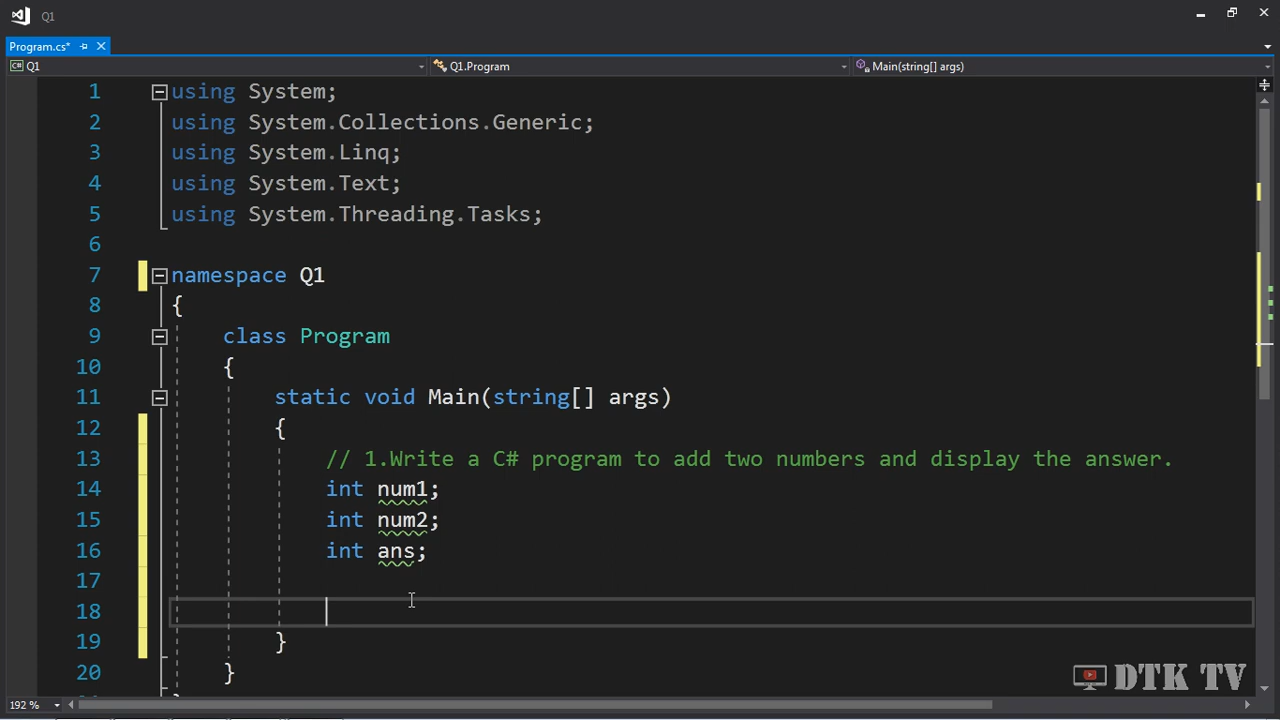 Q1
Program.cs*
C# Q1
Q1.Program
Main(string[] args)
1 using System;
2 using System.Collections.Generic;
3 using System.Linq;
4 using System.Text;
5 using System.Threading.Tasks;
6
7 namespace Q1
8 {
9 class Program
10 {
11 static void Main(string[] args)
12 {
13 // 1.Write a C# program to add two numbers and display the answer.
14 int num1;
15 int num2;
16 int ans;
17
18
19 }
20 }
DTK TV
192 %